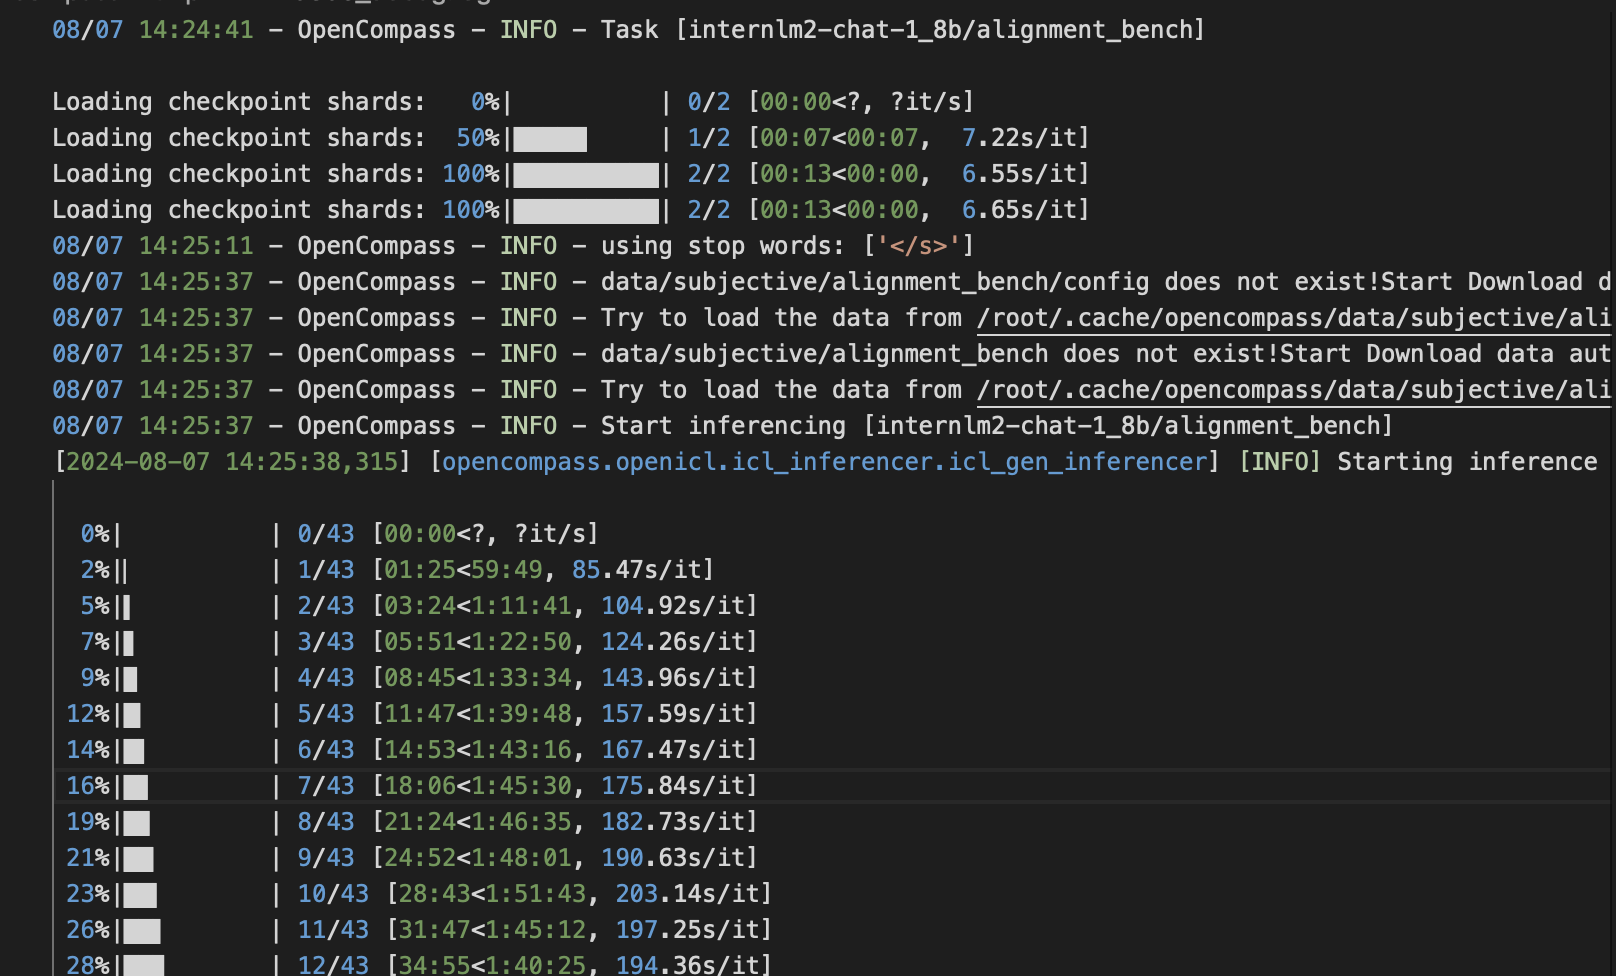 08/07 14:24:41 - OpenCompass - INFO - Task [internlm2-chat-1_8b/alignment_bench]
Loading checkpoint shards:   0%|          | 0/2 [00:00<?, ?it/s]
Loading checkpoint shards:  50%|█████     | 1/2 [00:07<00:07,  7.22s/it]
Loading checkpoint shards: 100%|██████████| 2/2 [00:13<00:00,  6.55s/it]
Loading checkpoint shards: 100%|██████████| 2/2 [00:13<00:00,  6.65s/it]
08/07 14:25:11 - OpenCompass - INFO - using stop words: ['</s>']
08/07 14:25:37 - OpenCompass - INFO - data/subjective/alignment_bench/config does not exist!Start Download d
08/07 14:25:37 - OpenCompass - INFO - Try to load the data from /root/.cache/opencompass/data/subjective/ali
08/07 14:25:37 - OpenCompass - INFO - data/subjective/alignment_bench does not exist!Start Download data aut
08/07 14:25:37 - OpenCompass - INFO - Try to load the data from /root/.cache/opencompass/data/subjective/ali
08/07 14:25:37 - OpenCompass - INFO - Start inferencing [internlm2-chat-1_8b/alignment_bench]
[2024-08-07 14:25:38,315] [opencompass.openicl.icl_inferencer.icl_gen_inferencer] [INFO] Starting inference
0%|          | 0/43 [00:00<?, ?it/s]
2%|▏         | 1/43 [01:25<59:49, 85.47s/it]
5%|▍         | 2/43 [03:24<1:11:41, 104.92s/it]
7%|▋         | 3/43 [05:51<1:22:50, 124.26s/it]
9%|▉         | 4/43 [08:45<1:33:34, 143.96s/it]
12%|█▏        | 5/43 [11:47<1:39:48, 157.59s/it]
14%|█▍        | 6/43 [14:53<1:43:16, 167.47s/it]
16%|█▋        | 7/43 [18:06<1:45:30, 175.84s/it]
19%|█▊        | 8/43 [21:24<1:46:35, 182.73s/it]
21%|██        | 9/43 [24:52<1:48:01, 190.63s/it]
23%|██▎       | 10/43 [28:43<1:51:43, 203.14s/it]
26%|██▌       | 11/43 [31:47<1:45:12, 197.25s/it]
28%|██▊       | 12/43 [34:55<1:40:25, 194.36s/it]